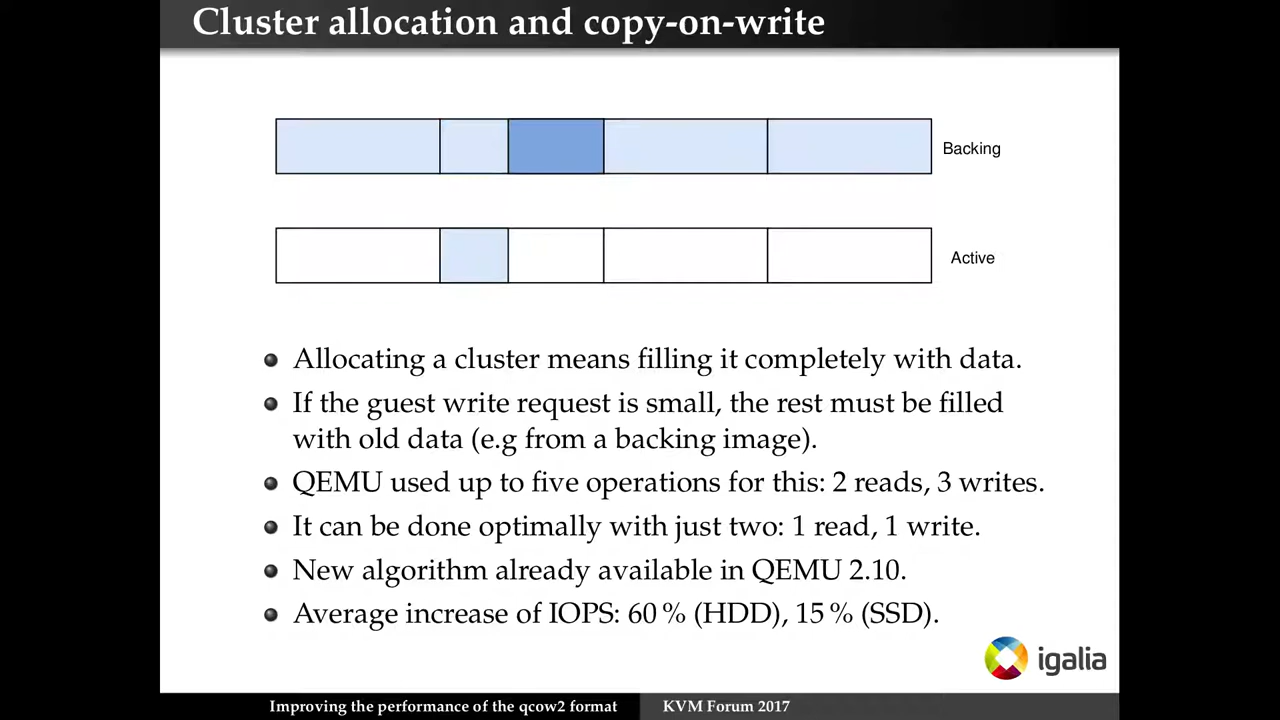 Cluster allocation and copy-on-write
Backing
Active
Allocating a cluster means filling it completely with data.
If the guest write request is small, the rest must be filled
with old data (e.g from a backing image).
QEMU used up to five operations for this: 2 reads, 3 writes.
It can be done optimally with just two: 1 read, 1 write.
New algorithm already available in QEMU 2.10.
Average increase of IOPS: 60 % (HDD), 15 % (SSD).
igalia
Improving the performance of the qcow2 format
KVM Forum 2017